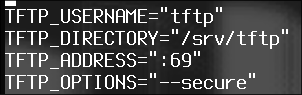 TFTP_USERNAME="tftp"
TFTP_DIRECTORY="/srv/tftp"
TFTP_ADDRESS=":69"
TFTP_OPTIONS="--secure"